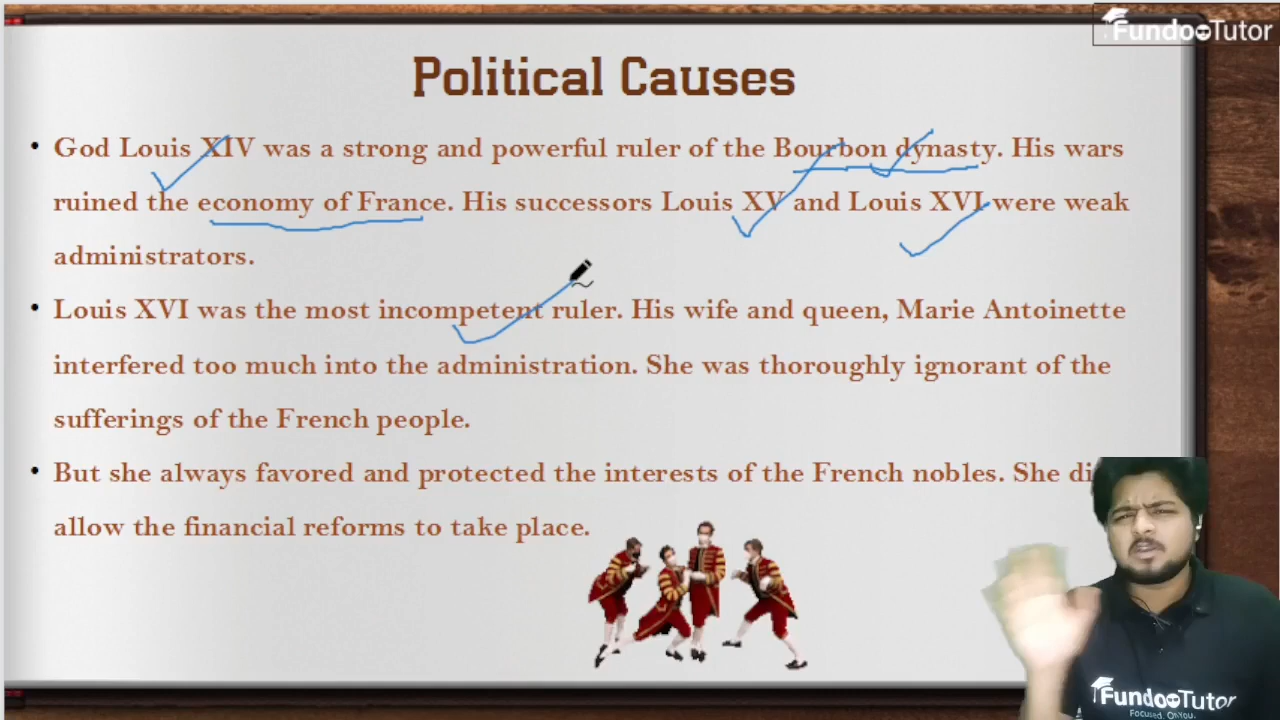 FundooTutor
Political Causes
• God Louis XIV was a strong and powerful ruler of the Bourbon dynasty. His wars
ruined the economy of France. His successors Louis XV and Louis XVI were weak
administrators.
• Louis XVI was the most incompetent ruler. His wife and queen, Marie Antoinette
interfered too much into the administration. She was thoroughly ignorant of the
sufferings of the French people.
• But she always favored and protected the interests of the French nobles. She
allow the financial reforms to take place.
FundooTutor
Focused. On You.